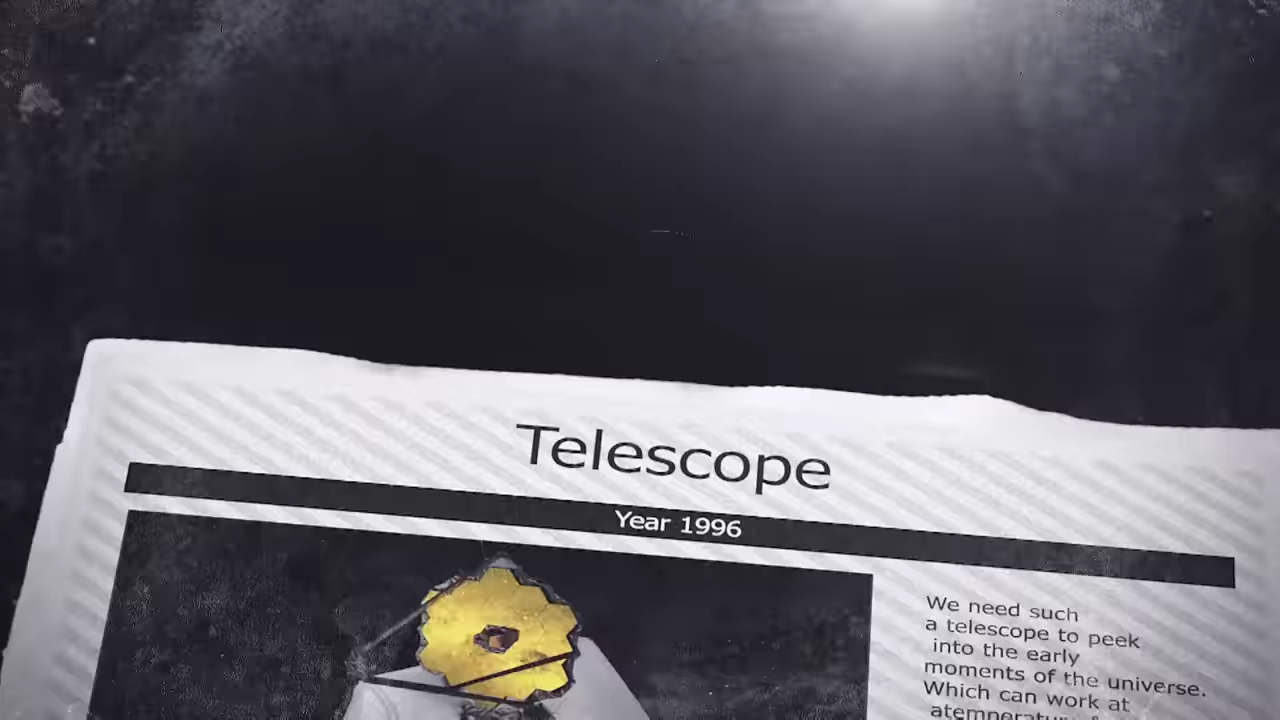 Telescope
Year 1996
We need such
a telescope to peek
into the early
moments of the universe.
Which can work at